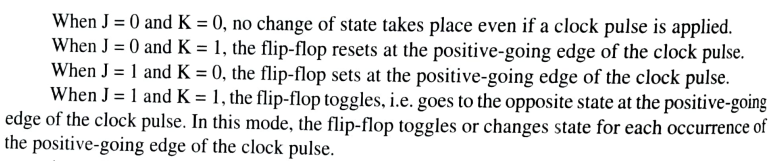 When J = 0 and K = 0, no change of state takes place even if a clock pulse is applied.
When J = 0 and K = 1, the flip-flop resets at the positive-going edge of the clock pulse.
When J = 1 and K = 0, the flip-flop sets at the positive-going edge of the clock pulse.
When J = 1 and K = 1, the flip-flop toggles, i.e. goes to the opposite state at the positive-going
edge of the clock pulse. In this mode, the flip-flop toggles or changes state for each occurrence of
the positive-going edge of the clock pulse.